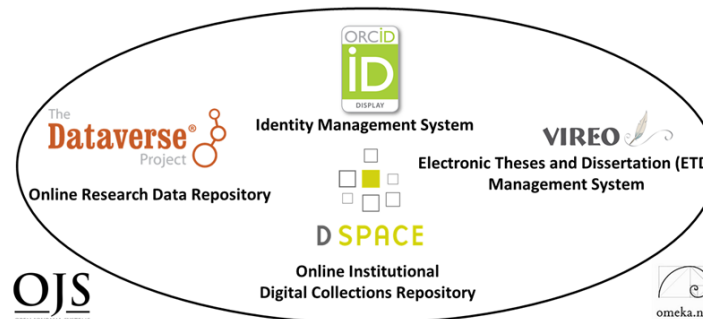 ORCiD
iD
DISPLAY
Identity Management System
The
Dataverse®
Project
Online Research Data Repository
VIREO
Electronic Theses and Dissertation (ETD
Management System
D SPACE
Online Institutional
Digital Collections Repository
OJS
omeka.n